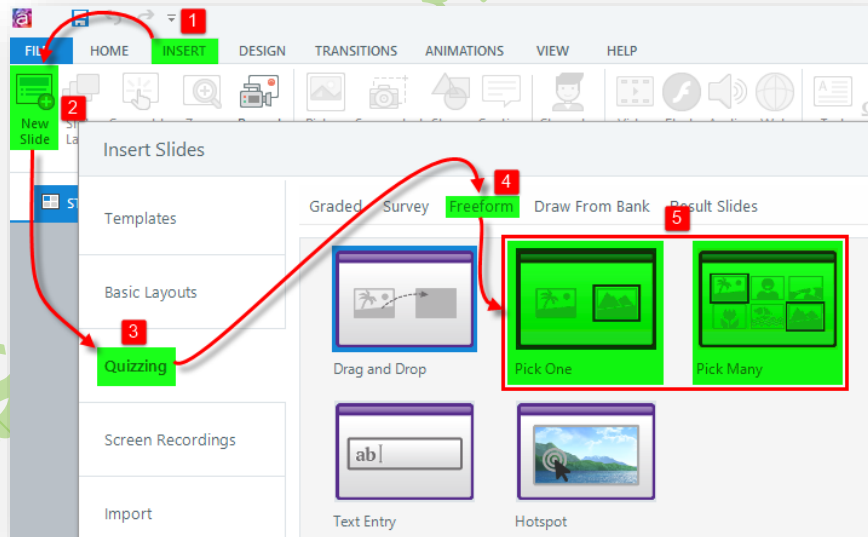 1
FILE HOME INSERT DESIGN TRANSITIONS ANIMATIONS VIEW HELP
2
New
Slide
Insert Slides
4
Graded Survey Freeform Draw From Bank Result Slides
5
Templates
Basic Layouts
3
Quizzing
Drag and Drop Pick One Pick Many
Screen Recordings
ab
Import
Text Entry Hotspot